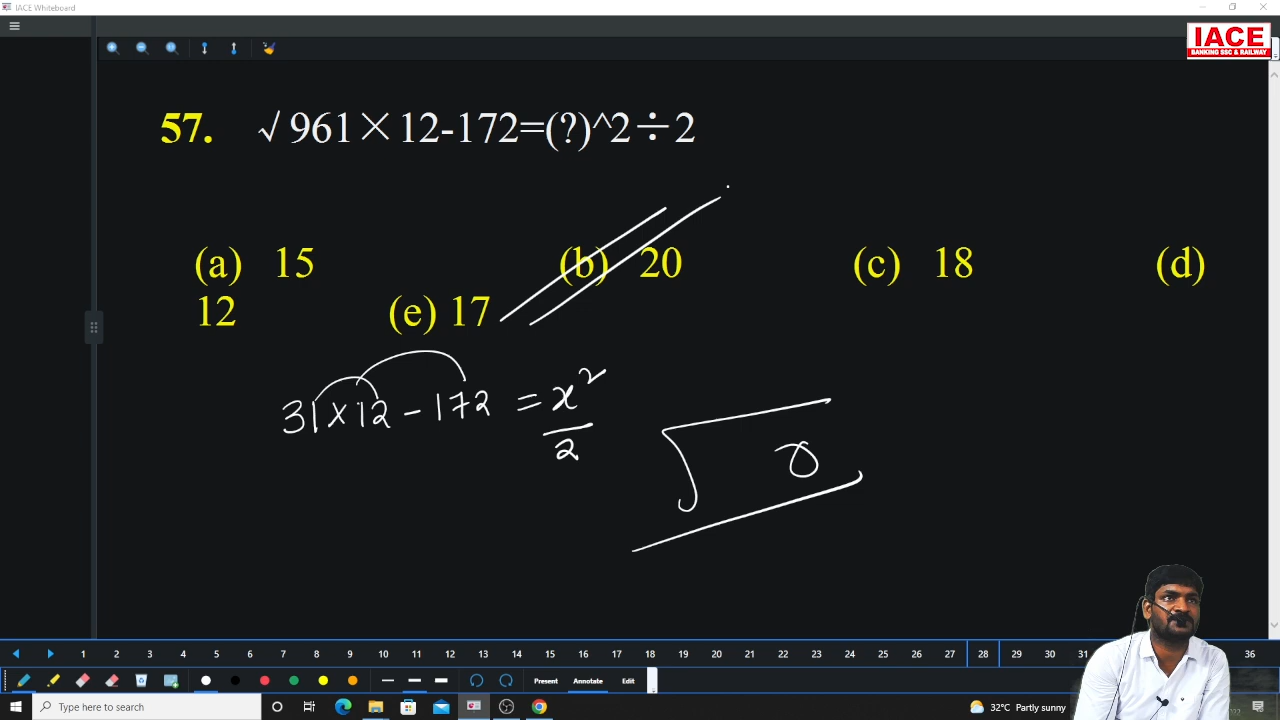 IACE Whiteboard
IACE
BANKING SSC & RAILWAY
57. √961×12-172=(?)^2÷2
(a) 15 (b) 20 (c) 18 (d)
12 (e) 17
31×12-172 = x²/2
√ 0
1 2 3 4 5 6 7 8 9 10 11 12 13 14 15 16 17 18 19 20 21 22 23 24 25 26 27 28 29 30 31 36
Present Annotate Edit
Type here to search
32°C Partly sunny